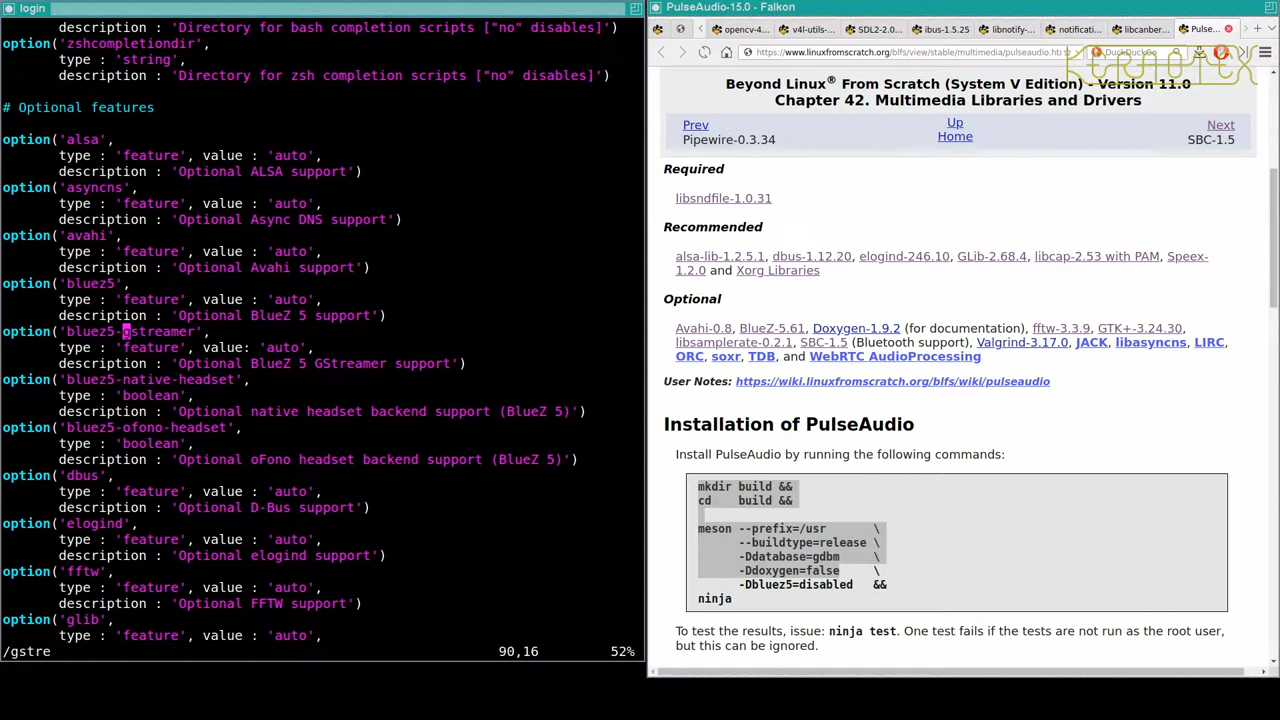 login
description : 'Directory for bash completion scripts ["no" disables]')
option('zshcompletiondir',
type : 'string',
description : 'Directory for zsh completion scripts ["no" disables]')
# Optional features
option('alsa',
type : 'feature', value : 'auto',
description : 'Optional ALSA support')
option('asyncns',
type : 'feature', value : 'auto',
description : 'Optional Async DNS support')
option('avahi',
type : 'feature', value : 'auto',
description : 'Optional Avahi support')
option('bluez5',
type : 'feature', value : 'auto',
description : 'Optional BlueZ 5 support')
option('bluez5-gstreamer',
type : 'feature', value: 'auto',
description : 'Optional BlueZ 5 GStreamer support')
option('bluez5-native-headset',
type : 'boolean',
description : 'Optional native headset backend support (BlueZ 5)')
option('bluez5-ofono-headset',
type : 'boolean',
description : 'Optional oFono headset backend support (BlueZ 5)')
option('dbus',
type : 'feature', value : 'auto',
description : 'Optional D-Bus support')
option('elogind',
type : 'feature', value : 'auto',
description : 'Optional elogind support')
option('fftw',
type : 'feature', value : 'auto',
description : 'Optional FFTW support')
option('glib',
type : 'feature', value : 'auto',
/gstre 90,16 52%
PulseAudio-15.0 - Falkon
opencv-4... v4l-utils-... SDL2-2.0... ibus-1.5.25 libnotify-... notificati... libcanber... Pulse...
https://www.linuxfromscratch.org/blfs/view/stable/multimedia/pulseaudio.ht DuckDuckGo
KERNOTEX
Beyond Linux® From Scratch (System V Edition) - Version 11.0
Chapter 42. Multimedia Libraries and Drivers
Prev Up Next
Pipewire-0.3.34 Home SBC-1.5
Required
libsndfile-1.0.31
Recommended
alsa-lib-1.2.5.1, dbus-1.12.20, elogind-246.10, GLib-2.68.4, libcap-2.53 with PAM, Speex-
1.2.0 and Xorg Libraries
Optional
Avahi-0.8, BlueZ-5.61, Doxygen-1.9.2 (for documentation), fftw-3.3.9, GTK+-3.24.30,
libsamplerate-0.2.1, SBC-1.5 (Bluetooth support), Valgrind-3.17.0, JACK, libasyncns, LIRC,
ORC, soxr, TDB, and WebRTC AudioProcessing
User Notes: https://wiki.linuxfromscratch.org/blfs/wiki/pulseaudio
Installation of PulseAudio
Install PulseAudio by running the following commands:
mkdir build &&
cd build &&
meson --prefix=/usr \
--buildtype=release \
-Ddatabase=gdbm \
-Ddoxygen=false \
-Dbluez5=disabled &&
ninja
To test the results, issue: ninja test. One test fails if the tests are not run as the root user,
but this can be ignored.